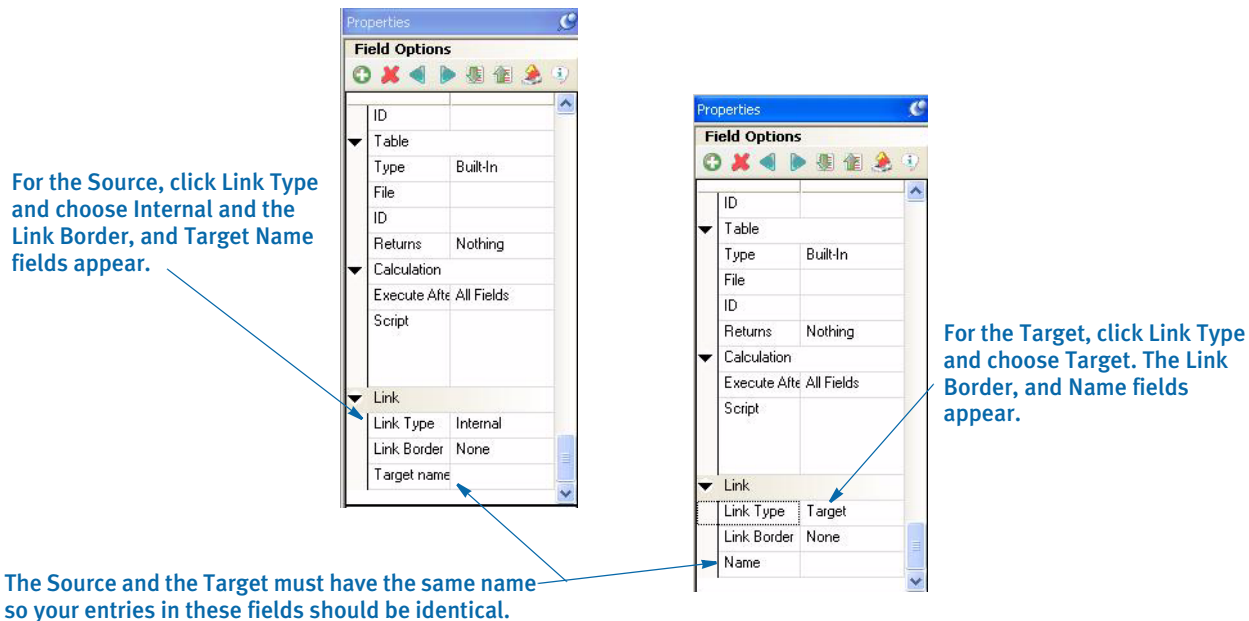 Properties
Field Options
ID
Table
Type Built-In
File
ID
Returns Nothing
Calculation
Execute Afte All Fields
Script
Link
Link Type Internal
Link Border None
Target name
For the Source, click Link Type
and choose Internal and the
Link Border, and Target Name
fields appear.
Properties
Field Options
ID
Table
Type Built-In
File
ID
Returns Nothing
Calculation
Execute Afte All Fields
Script
Link
Link Type Target
Link Border None
Name
For the Target, click Link Type
and choose Target. The Link
Border, and Name fields
appear.
The Source and the Target must have the same name
so your entries in these fields should be identical.